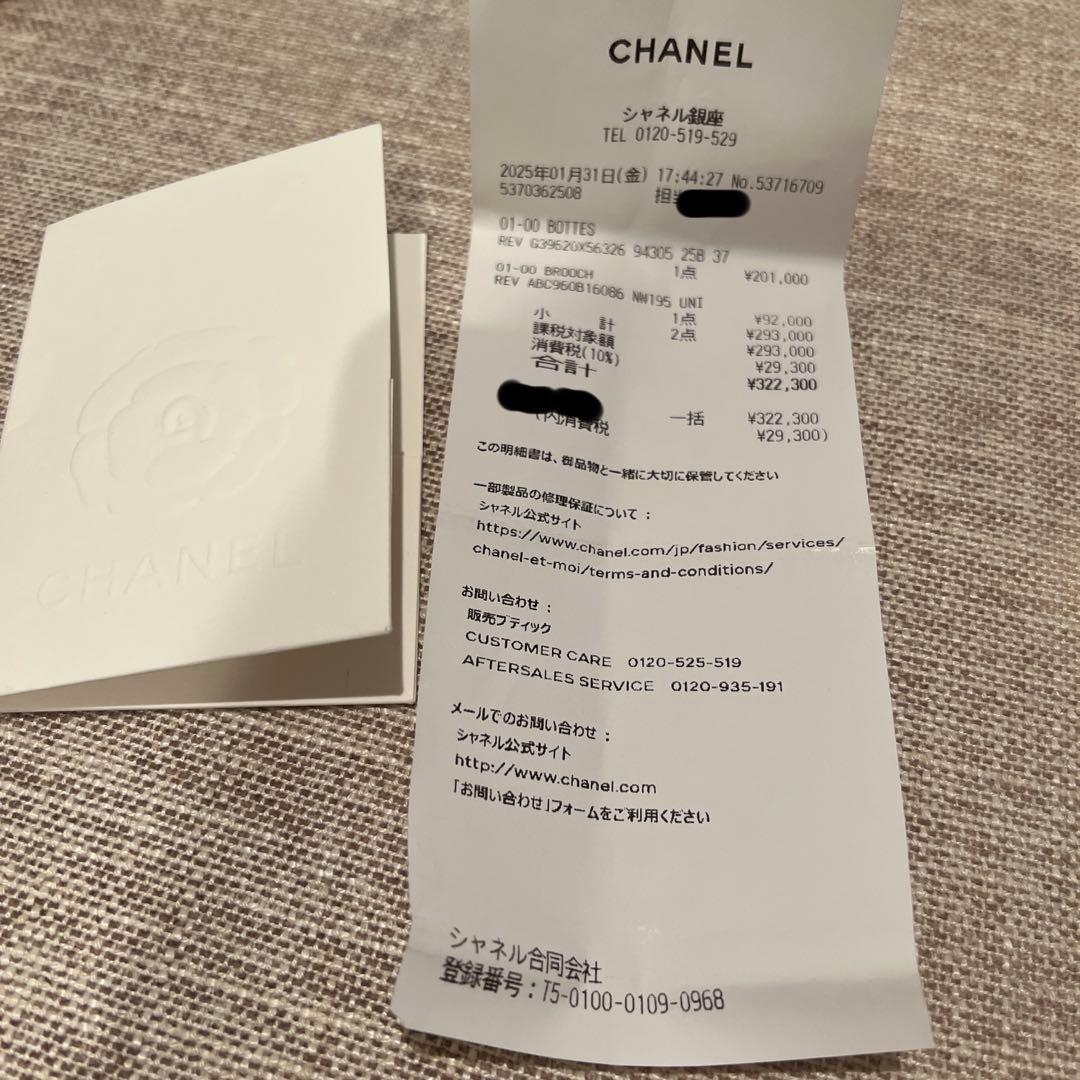 CHANEL
CHANEL
シャネル銀座
TEL 0120-519-529
2025年01月31日(金) 17:44:27 No.53716709
5370362508 担当
01-00 BOTTES
REV G39620X56326 94305 25B 37
1点 ¥201,000
01-00 BROOCH
REV ABC960B16086 NW195 UNI
1点 ¥92,000
小計 2点 ¥293,000
課税対象額 ¥293,000
消費税(10%) ¥29,300
合計 ¥322,300
一括 ¥322,300
(内消費税 ¥29,300)
この明細書は、御品物と一緒に大切に保管してください
一部製品の修理保証について：
シャネル公式サイト
https://www.chanel.com/jp/fashion/services/
chanel-et-moi/terms-and-conditions/
お問い合わせ：
販売ブティック
CUSTOMER CARE 0120-525-519
AFTERSALES SERVICE 0120-935-191
メールでのお問い合わせ：
シャネル公式サイト
http://www.chanel.com
「お問い合わせ」フォームをご利用ください
シャネル合同会社
登録番号：T5-0100-0109-0968